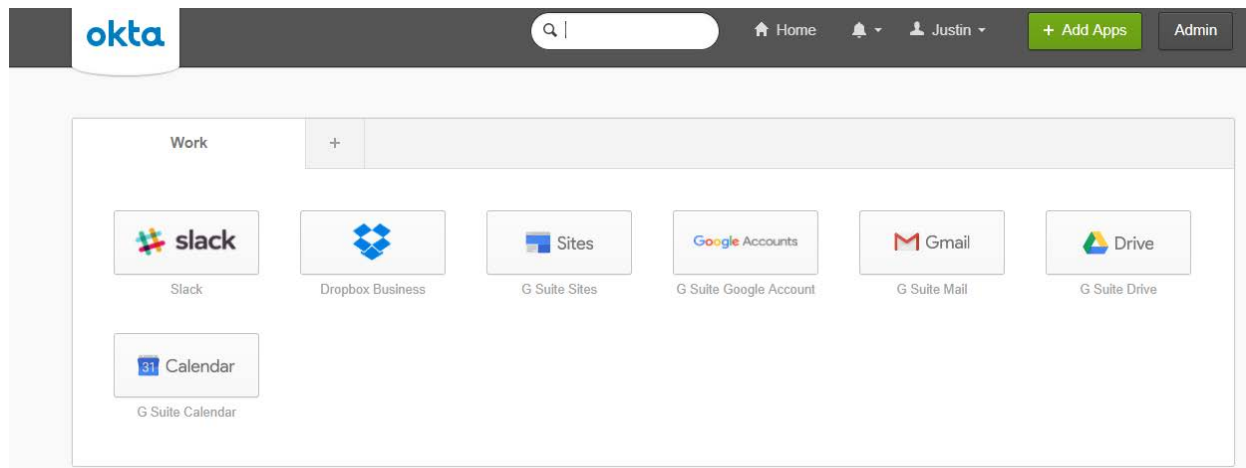 okta
Home
Justin
+ Add Apps
Admin
Work
+
slack
Sites
Google Accounts
Gmail
Drive
Slack
Dropbox Business
G Suite Sites
G Suite Google Account
G Suite Mail
G Suite Drive
31 Calendar
G Suite Calendar